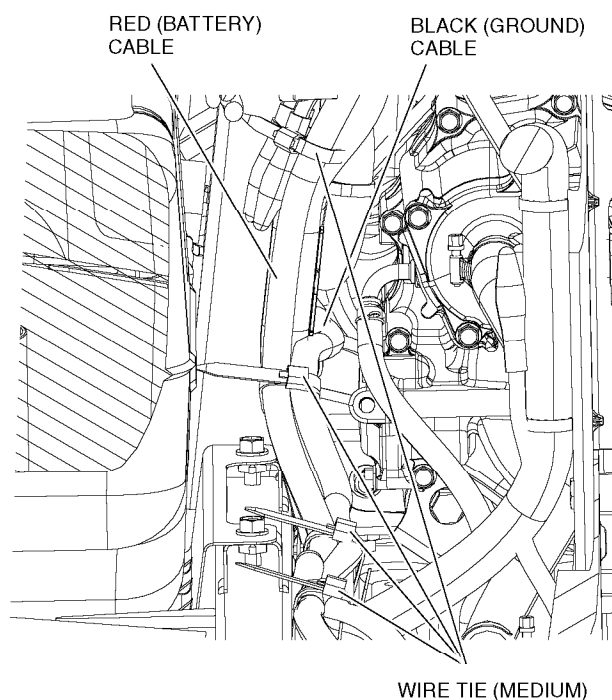 RED (BATTERY)
CABLE
BLACK (GROUND)
CABLE
WIRE TIE (MEDIUM)